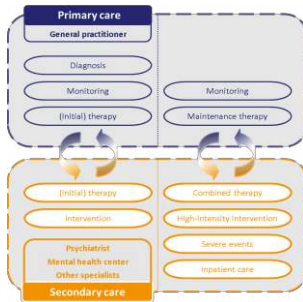 Primary care
General practitioner
Diagnosis
Monitoring
(Initial) therapy
Monitoring
Maintenance therapy
(Initial) therapy
Intervention
Psychiatrist
Mental health center
Other specialists
Secondary care
Combined therapy
High-Intensity Intervention
Severe events
Inpatient care